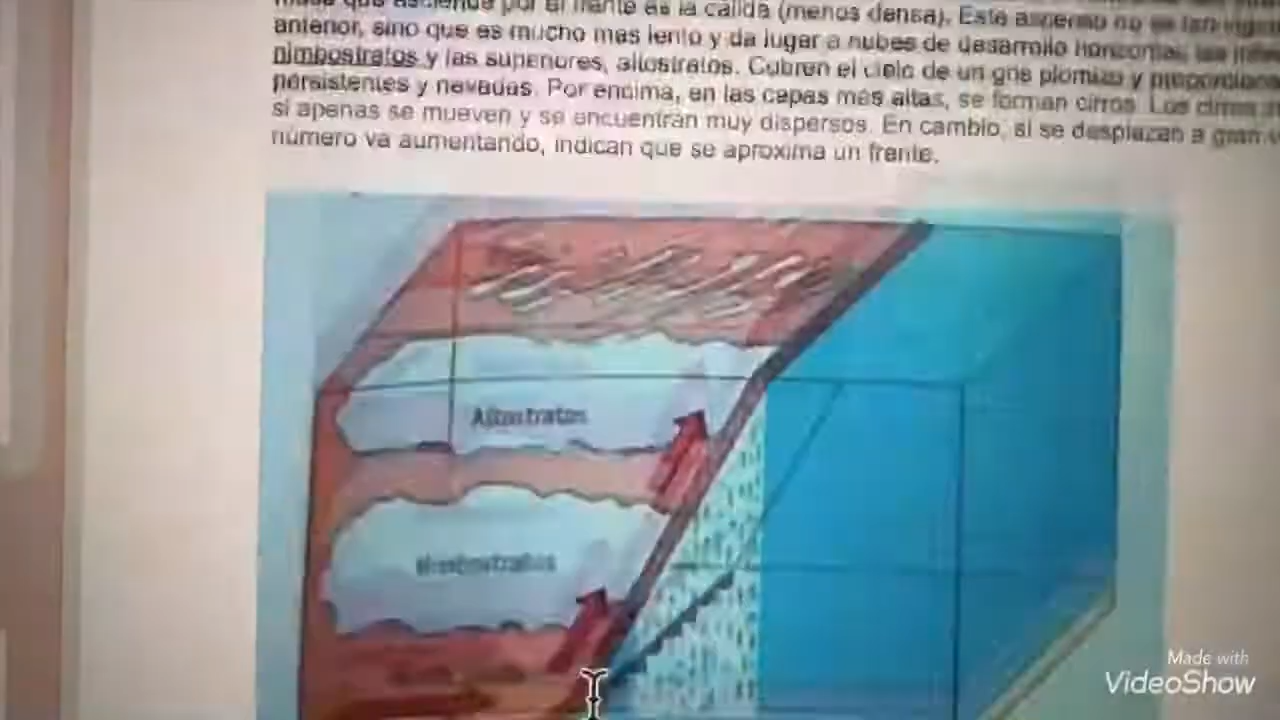 que asciende por el frente es la cálida (menos densa). Este ascenso no es tan
anterior, sino que es mucho mas lento y da lugar a nubes de desarrollo horizontal, las
nimbostratos y las superiores, altostratos. Cubren el cielo de un gris plomizo y
persistentes y nevadas. Por encima, en las capas más altas, se forman cirros. Los cirros
si apenas se mueven y se encuentran muy dispersos. En cambio, si se desplazan a gran
número va aumentando, indican que se aproxima un frente.
Altostratos
Nimbostratos
Made with
VideoShow